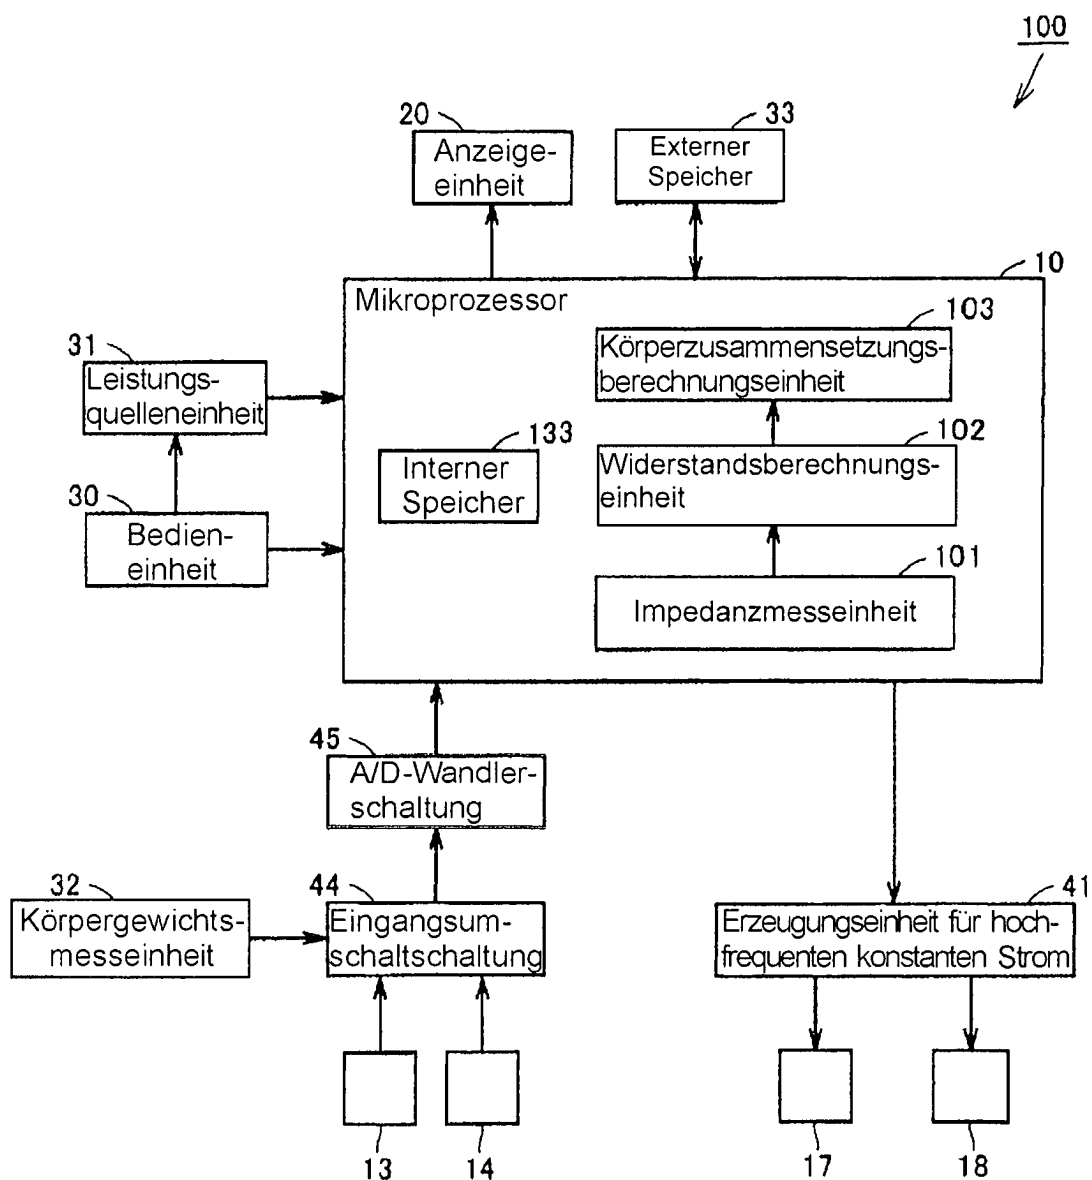 100
20
33
Anzeige-
einheit
Externer
Speicher
10
Mikroprozessor
103
31
Körperzusammensetzungs-
berechnungseinheit
Leistungs-
quelleneinheit
133
102
Interner
Speicher
Widerstandsberechnungs-
einheit
30
Bedien-
einheit
101
Impedanzmesseinheit
45
A/D-Wandler-
schaltung
32
44
41
Körpergewichts-
messeinheit
Eingangsum-
schaltschaltung
Erzeugungseinheit für hoch-
frequenten konstanten Strom
13
14
17
18